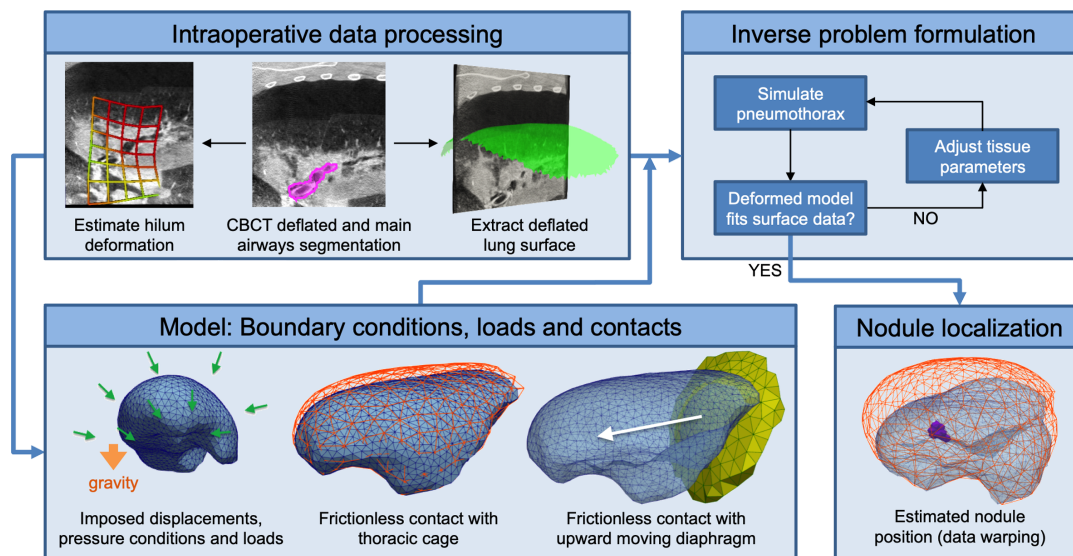 Intraoperative data processing
Estimate hilum
deformation
CBCT deflated and main
airways segmentation
Extract deflated
lung surface
Inverse problem formulation
Simulate
pneumothorax
Adjust tissue
parameters
Deformed model
fits surface data?
NO
YES
Model: Boundary conditions, loads and contacts
gravity
Imposed displacements,
pressure conditions and loads
Frictionless contact with
thoracic cage
Frictionless contact with
upward moving diaphragm
Nodule localization
Estimated nodule
position (data warping)